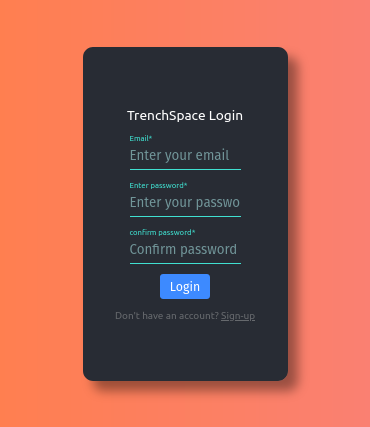 TrenchSpace Login
Email*
Enter your email
Enter password*
Enter your passwo
confirm password*
Confirm password
Login
Don't have an account? Sign-up